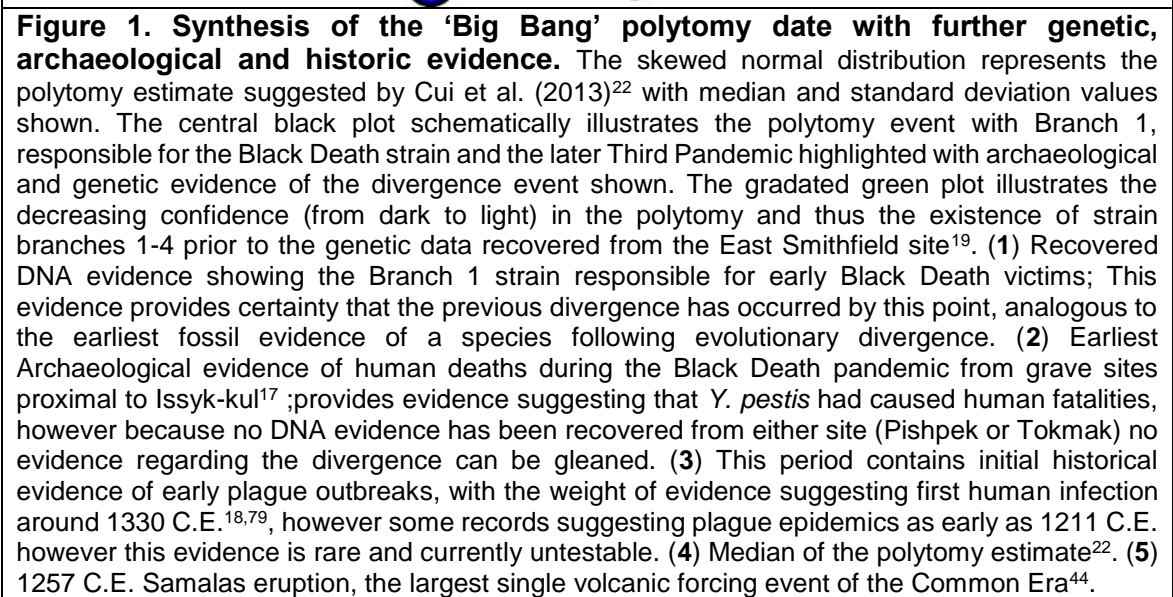 Figure 1. Synthesis of the ‘Big Bang’ polytomy date with further genetic,
archaeological and historic evidence. The skewed normal distribution represents the
polytomy estimate suggested by Cui et al. (2013)22 with median and standard deviation values
shown. The central black plot schematically illustrates the polytomy event with Branch 1,
responsible for the Black Death strain and the later Third Pandemic highlighted with archaeological
and genetic evidence of the divergence event shown. The gradated green plot illustrates the
decreasing confidence (from dark to light) in the polytomy and thus the existence of strain
branches 1-4 prior to the genetic data recovered from the East Smithfield site19. (1) Recovered
DNA evidence showing the Branch 1 strain responsible for early Black Death victims; This
evidence provides certainty that the previous divergence has occurred by this point, analogous to
the earliest fossil evidence of a species following evolutionary divergence. (2) Earliest
Archaeological evidence of human deaths during the Black Death pandemic from grave sites
proximal to Issyk-kul17 ;provides evidence suggesting that Y. pestis had caused human fatalities,
however because no DNA evidence has been recovered from either site (Pishpek or Tokmak) no
evidence regarding the divergence can be gleaned. (3) This period contains initial historical
evidence of early plague outbreaks, with the weight of evidence suggesting first human infection
around 1330 C.E.18,79, however some records suggesting plague epidemics as early as 1211 C.E.
however this evidence is rare and currently untestable. (4) Median of the polytomy estimate22. (5)
1257 C.E. Samalas eruption, the largest single volcanic forcing event of the Common Era44.